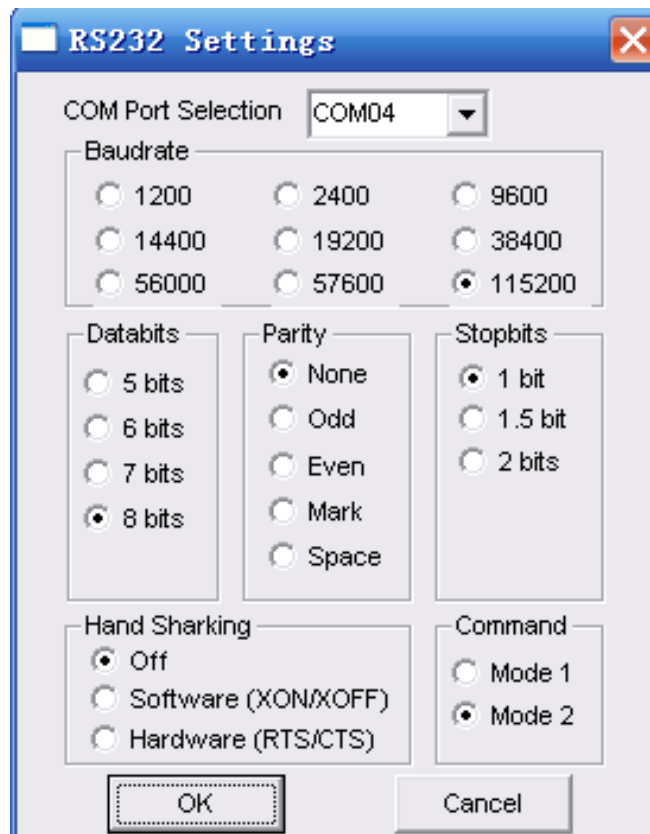 RS232 Settings
COM Port Selection COM04
Baudrate
1200 2400 9600
14400 19200 38400
56000 57600 115200
Databits
5 bits
6 bits
7 bits
8 bits
Parity
None
Odd
Even
Mark
Space
Stopbits
1 bit
1.5 bit
2 bits
Hand Sharking
Off
Software (XON/XOFF)
Hardware (RTS/CTS)
Command
Mode 1
Mode 2
OK Cancel